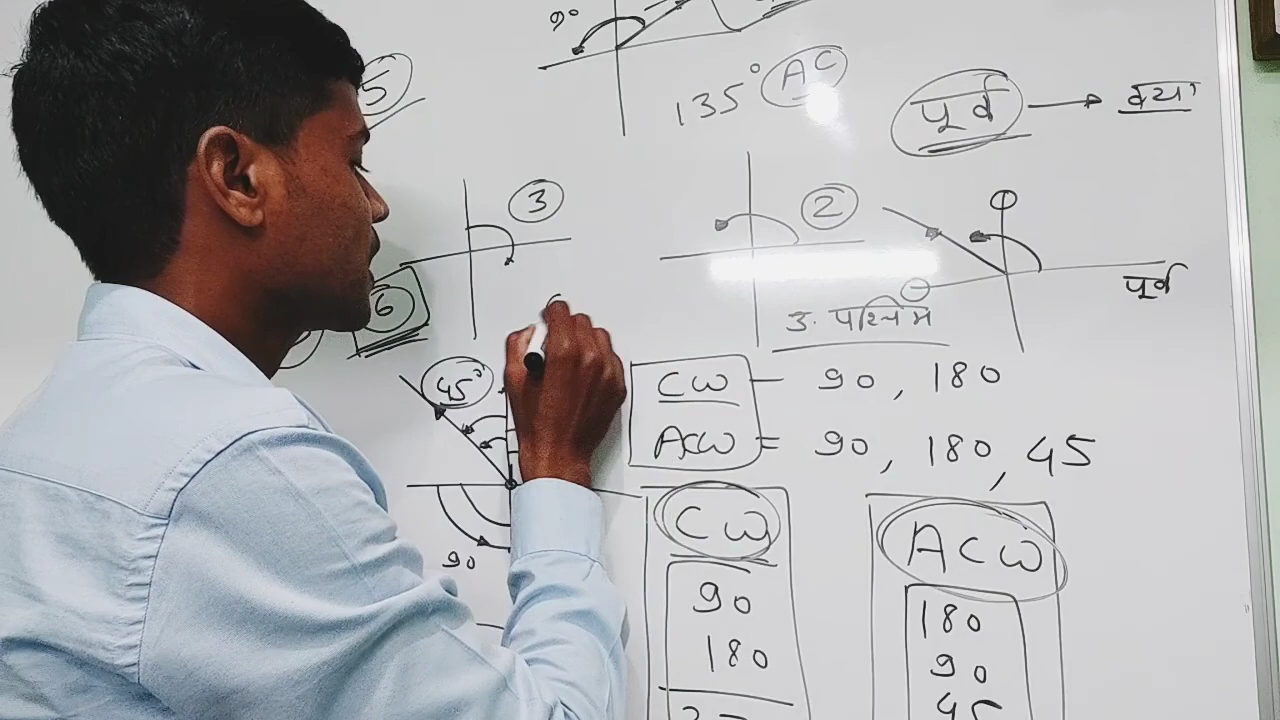 90
5
135° AC
पूर्व → दया
3
2
पूर्व
6
उ. पश्चिम
45°
CW — 90, 180
ACW = 90, 180, 45
90
CW
90
180
ACW
180
90
45